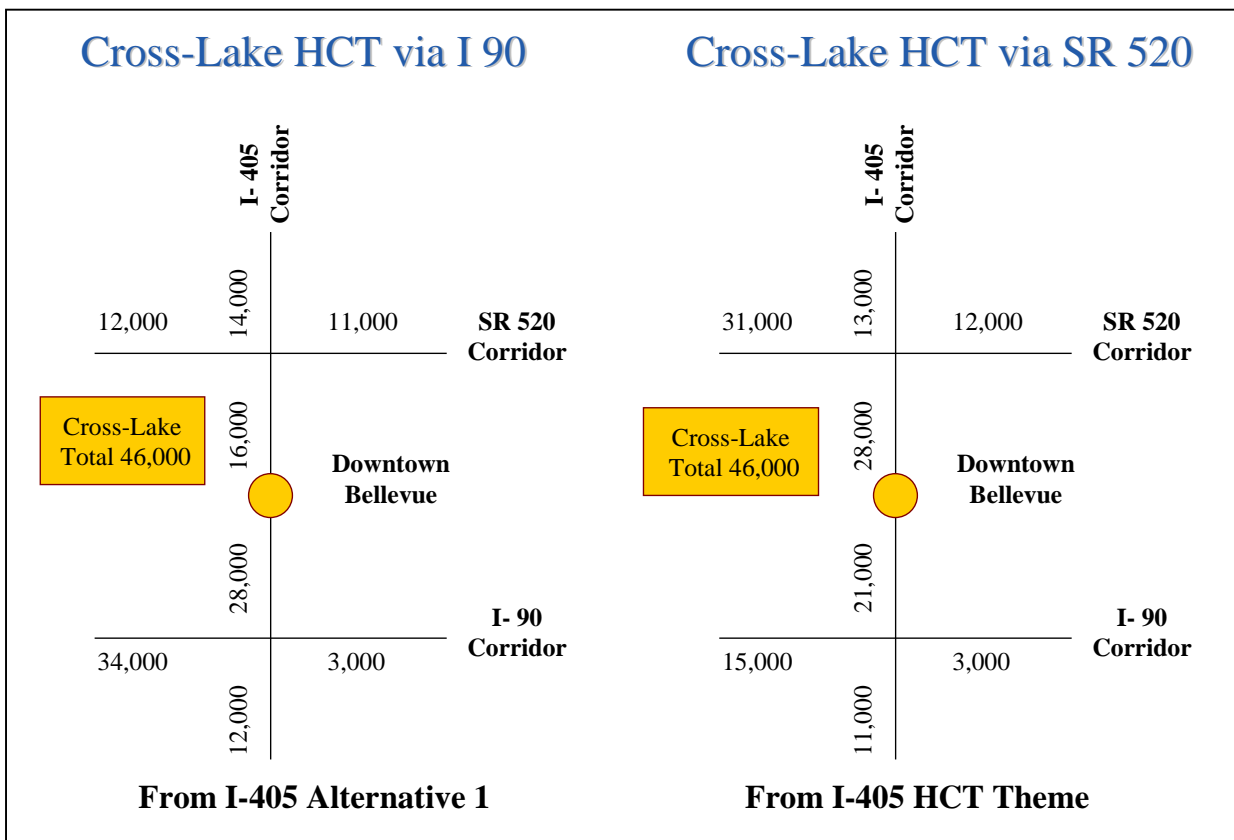 Cross-Lake HCT via I 90
I- 405
Corridor
14,000
12,000
11,000
SR 520
Corridor
Cross-Lake
Total 46,000
16,000
Downtown
Bellevue
28,000
I- 90
Corridor
34,000
3,000
12,000
From I-405 Alternative 1
Cross-Lake HCT via SR 520
I- 405
Corridor
13,000
31,000
12,000
SR 520
Corridor
Cross-Lake
Total 46,000
28,000
Downtown
Bellevue
21,000
I- 90
Corridor
15,000
3,000
11,000
From I-405 HCT Theme